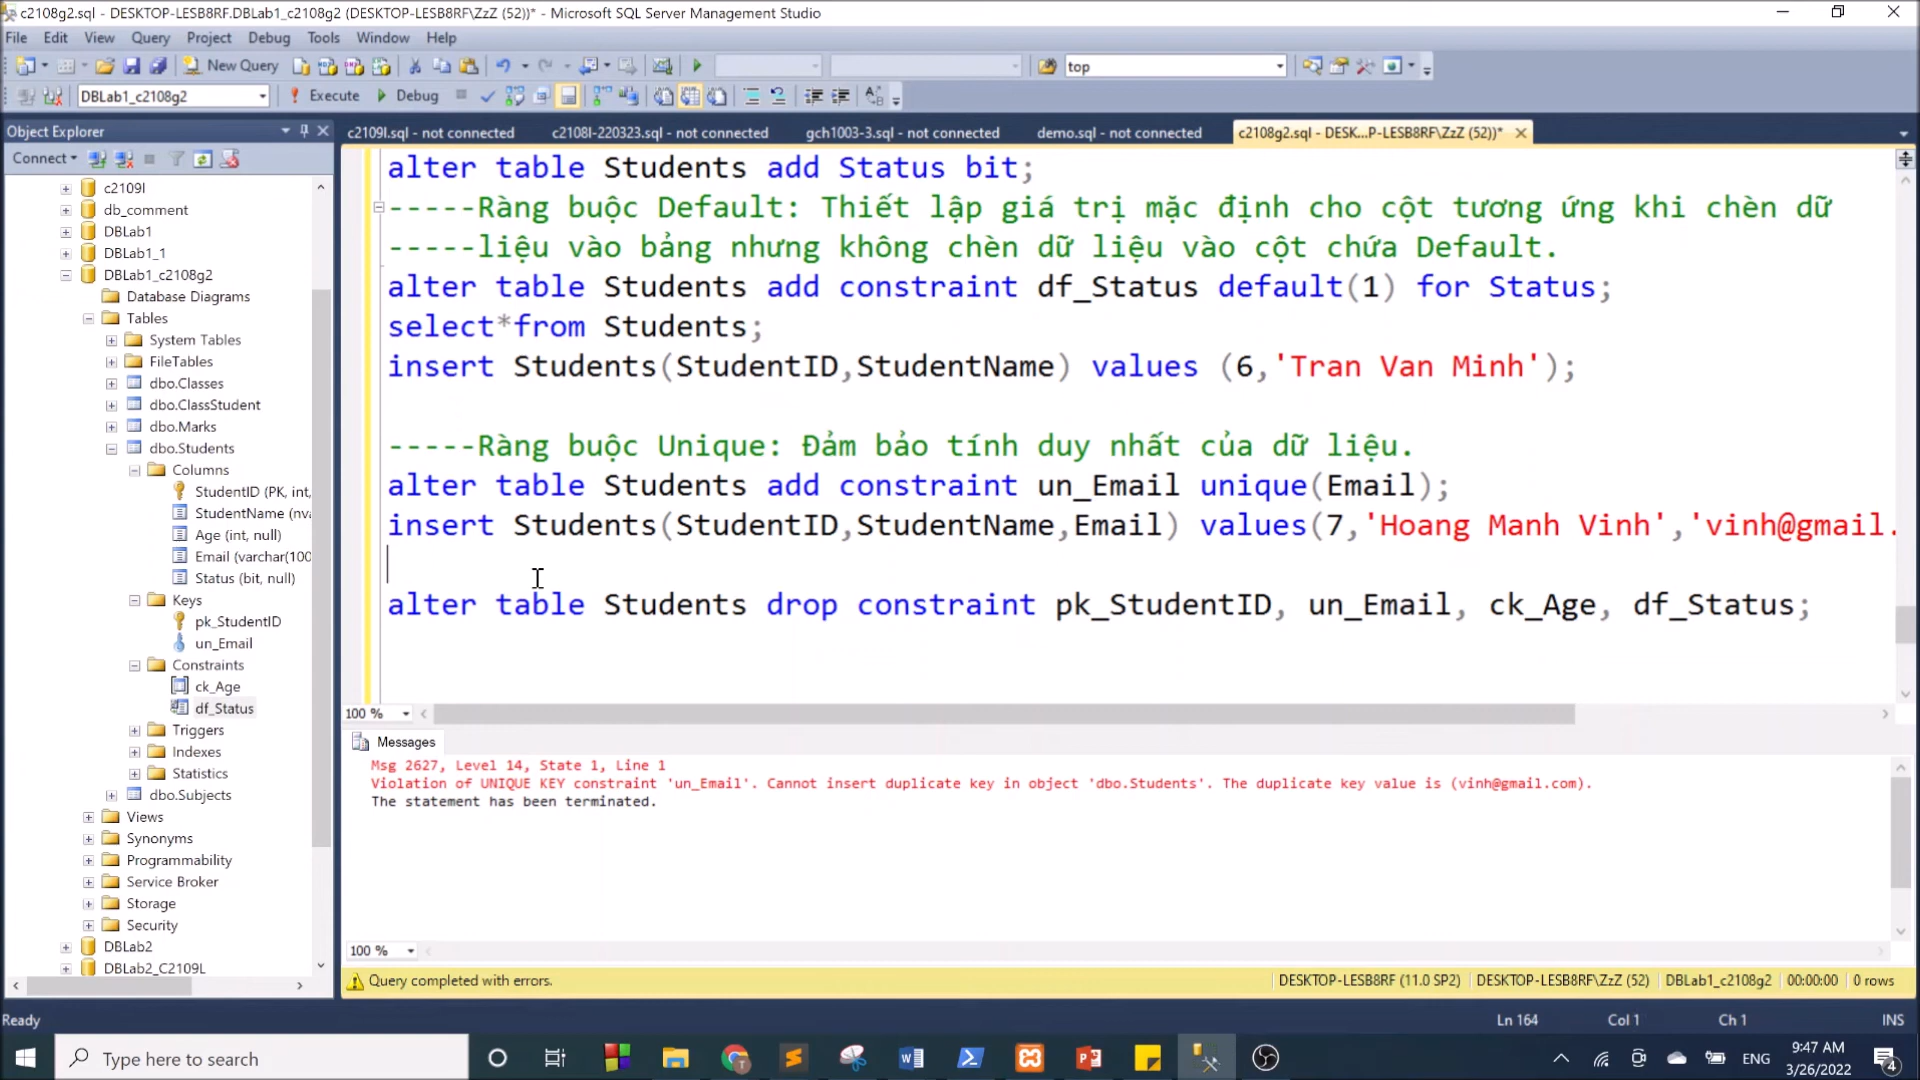 c2108g2.sql - DESKTOP-LESB8RF.DBLab1_c2108g2 (DESKTOP-LESB8RF\ZzZ (52))* - Microsoft SQL Server Management Studio
File Edit View Query Project Debug Tools Window Help
New Query top
DBLab1_c2108g2 Execute Debug
Object Explorer
Connect
c2109l
db_comment
DBLab1
DBLab1_1
DBLab1_c2108g2
Database Diagrams
Tables
System Tables
FileTables
dbo.Classes
dbo.ClassStudent
dbo.Marks
dbo.Students
Columns
StudentID (PK, int,
StudentName (nva
Age (int, null)
Email (varchar(100
Status (bit, null)
Keys
pk_StudentID
un_Email
Constraints
ck_Age
df_Status
Triggers
Indexes
Statistics
dbo.Subjects
Views
Synonyms
Programmability
Service Broker
Storage
Security
DBLab2
DBLab2_C2109L
c2109l.sql - not connected c2108l-220323.sql - not connected gch1003-3.sql - not connected demo.sql - not connected c2108g2.sql - DESK...P-LESB8RF\ZzZ (52))*
alter table Students add Status bit;
-----Ràng buộc Default: Thiết lập giá trị mặc định cho cột tương ứng khi chèn dữ
-----liệu vào bảng nhưng không chèn dữ liệu vào cột chứa Default.
alter table Students add constraint df_Status default(1) for Status;
select*from Students;
insert Students(StudentID,StudentName) values (6,'Tran Van Minh');
-----Ràng buộc Unique: Đảm bảo tính duy nhất của dữ liệu.
alter table Students add constraint un_Email unique(Email);
insert Students(StudentID,StudentName,Email) values(7,'Hoang Manh Vinh','vinh@gmail.
alter table Students drop constraint pk_StudentID, un_Email, ck_Age, df_Status;
100 %
Messages
Msg 2627, Level 14, State 1, Line 1
Violation of UNIQUE KEY constraint 'un_Email'. Cannot insert duplicate key in object 'dbo.Students'. The duplicate key value is (vinh@gmail.com).
The statement has been terminated.
100 %
Query completed with errors. DESKTOP-LESB8RF (11.0 SP2) DESKTOP-LESB8RF\ZzZ (52) DBLab1_c2108g2 00:00:00 0 rows
Ready Ln 164 Col 1 Ch 1 INS
Type here to search
ENG
9:47 AM
3/26/2022
4